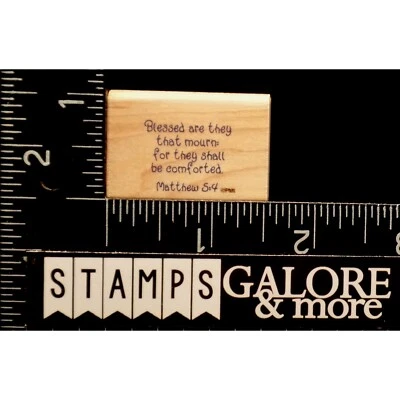 Blessed are they
that mourn:
for they shall
be comforted.
Matthew 5:4 ©PSX
1
2
1
2
3
STAMPS GALORE
& more